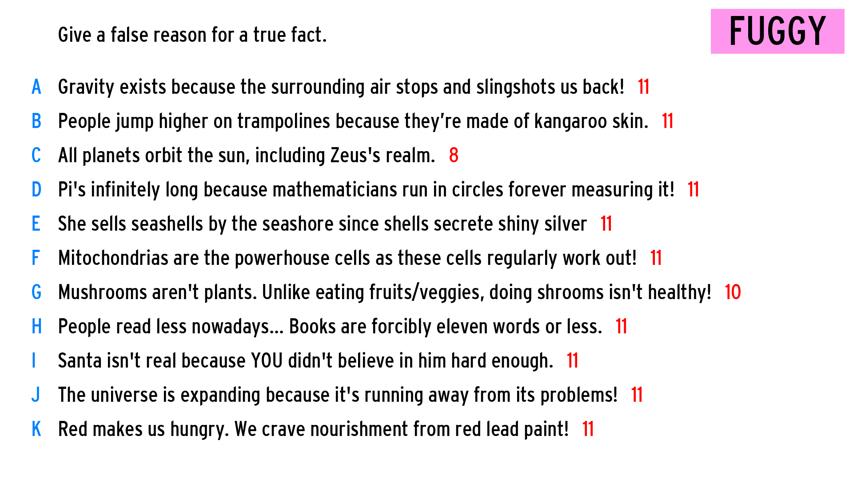 Give a false reason for a true fact.
FUGGY
A Gravity exists because the surrounding air stops and slingshots us back! 11
B People jump higher on trampolines because they’re made of kangaroo skin. 11
C All planets orbit the sun, including Zeus's realm. 8
D Pi's infinitely long because mathematicians run in circles forever measuring it! 11
E She sells seashells by the seashore since shells secrete shiny silver 11
F Mitochondrias are the powerhouse cells as these cells regularly work out! 11
G Mushrooms aren't plants. Unlike eating fruits/veggies, doing shrooms isn't healthy! 10
H People read less nowadays... Books are forcibly eleven words or less. 11
I Santa isn't real because YOU didn't believe in him hard enough. 11
J The universe is expanding because it's running away from its problems! 11
K Red makes us hungry. We crave nourishment from red lead paint! 11